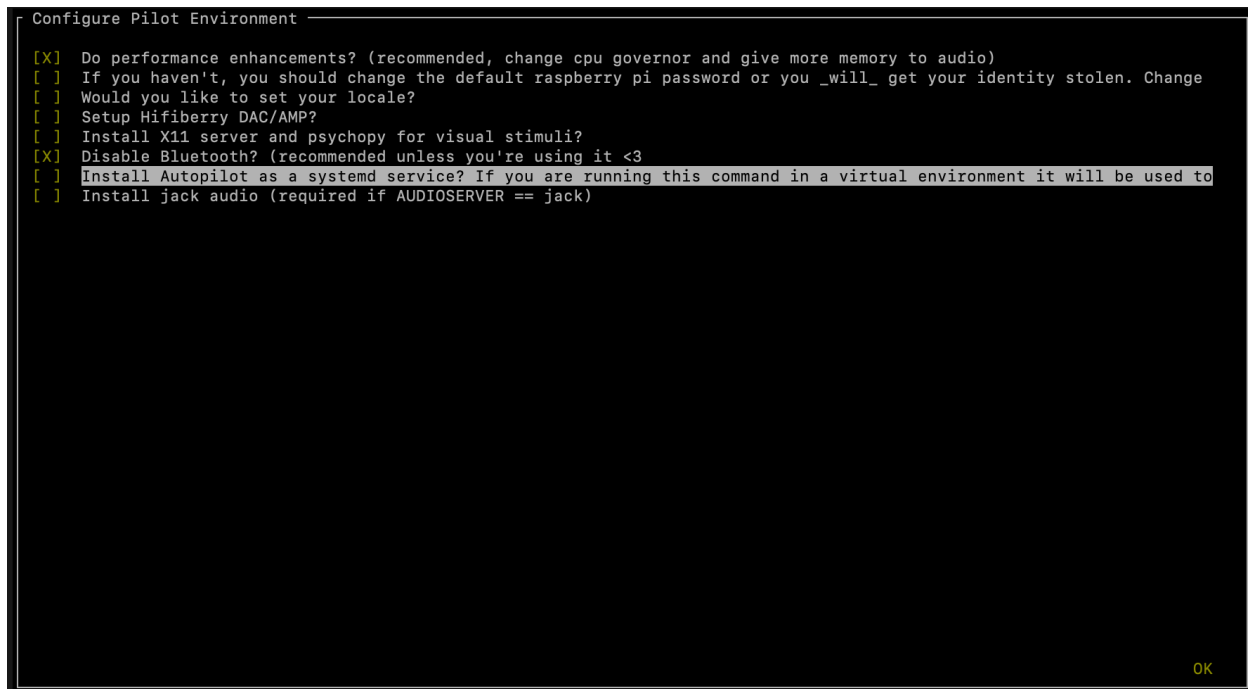 Configure Pilot Environment
[X] Do performance enhancements? (recommended, change cpu governor and give more memory to audio)
[ ] If you haven't, you should change the default raspberry pi password or you _will_ get your identity stolen. Change
[ ] Would you like to set your locale?
[ ] Setup Hifiberry DAC/AMP?
[ ] Install X11 server and psychopy for visual stimuli?
[X] Disable Bluetooth? (recommended unless you're using it <3
[ ] Install Autopilot as a systemd service? If you are running this command in a virtual environment it will be used to
[ ] Install jack audio (required if AUDIOSERVER == jack)
OK